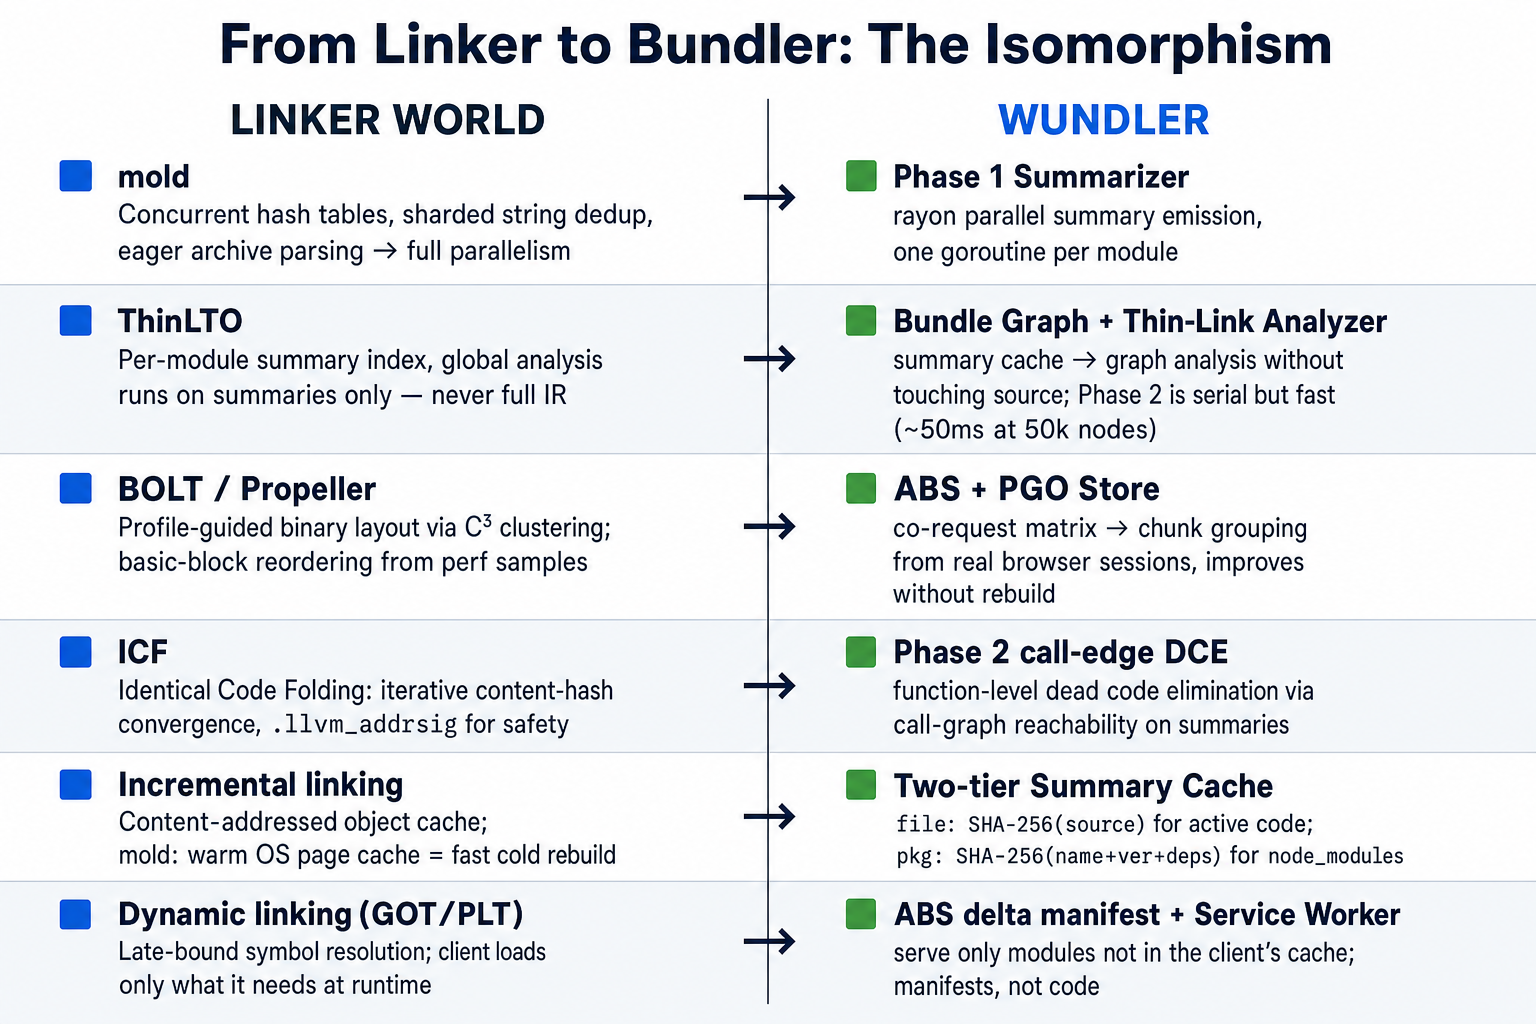 From Linker to Bundler: The Isomorphism
LINKER WORLD
WUNDLER
mold
Concurrent hash tables, sharded string dedup,
eager archive parsing → full parallelism
→
Phase 1 Summarizer
rayon parallel summary emission,
one goroutine per module
ThinLTO
Per-module summary index, global analysis
runs on summaries only — never full IR
→
Bundle Graph + Thin-Link Analyzer
summary cache → graph analysis without
touching source; Phase 2 is serial but fast
(~50ms at 50k nodes)
BOLT / Propeller
Profile-guided binary layout via C³ clustering;
basic-block reordering from perf samples
→
ABS + PGO Store
co-request matrix → chunk grouping
from real browser sessions, improves
without rebuild
ICF
Identical Code Folding: iterative content-hash
convergence, .llvm_addrsig for safety
→
Phase 2 call-edge DCE
function-level dead code elimination via
call-graph reachability on summaries
Incremental linking
Content-addressed object cache;
mold: warm OS page cache = fast cold rebuild
→
Two-tier Summary Cache
file: SHA-256(source) for active code;
pkg: SHA-256(name+ver+deps) for node_modules
Dynamic linking (GOT/PLT)
Late-bound symbol resolution; client loads
only what it needs at runtime
→
ABS delta manifest + Service Worker
serve only modules not in the client's cache;
manifests, not code